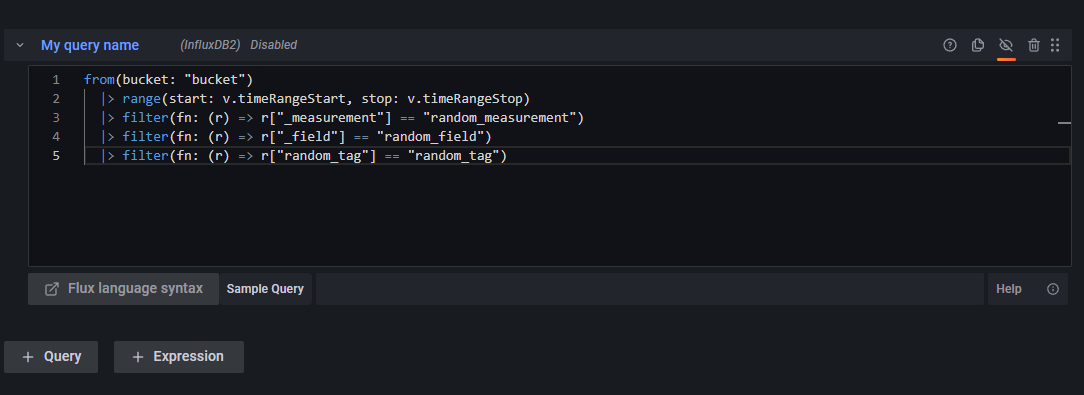 My query name (InfluxDB2) Disabled
1 from(bucket: "bucket")
2 |> range(start: v.timeRangeStart, stop: v.timeRangeStop)
3 |> filter(fn: (r) => r["_measurement"] == "random_measurement")
4 |> filter(fn: (r) => r["_field"] == "random_field")
5 |> filter(fn: (r) => r["random_tag"] == "random_tag")
Flux language syntax Sample Query Help
+ Query + Expression